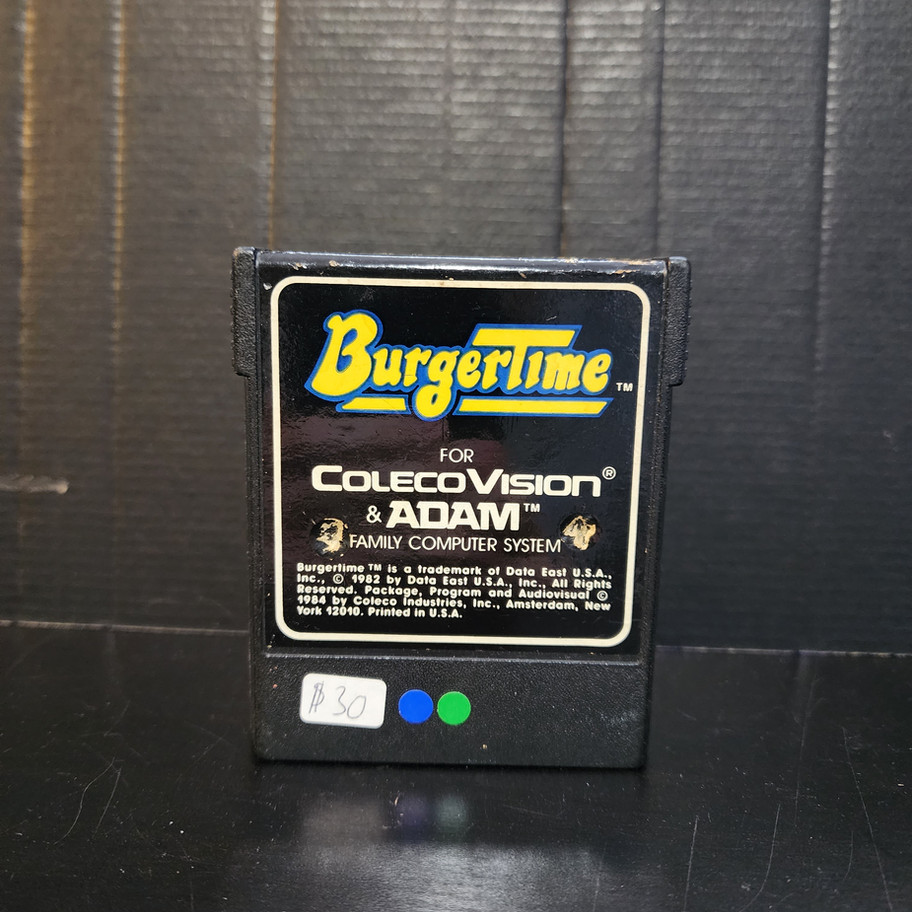 BurgerTime™
FOR
COLECOVISION®
& ADAM™
FAMILY COMPUTER SYSTEM
Burgertime™ is a trademark of Data East U.S.A.,
Inc., © 1982 by Data East U.S.A., Inc., All Rights
Reserved. Package, Program and Audiovisual ©
1984 by Coleco Industries, Inc., Amsterdam, New
York 12010. Printed in U.S.A.
$30